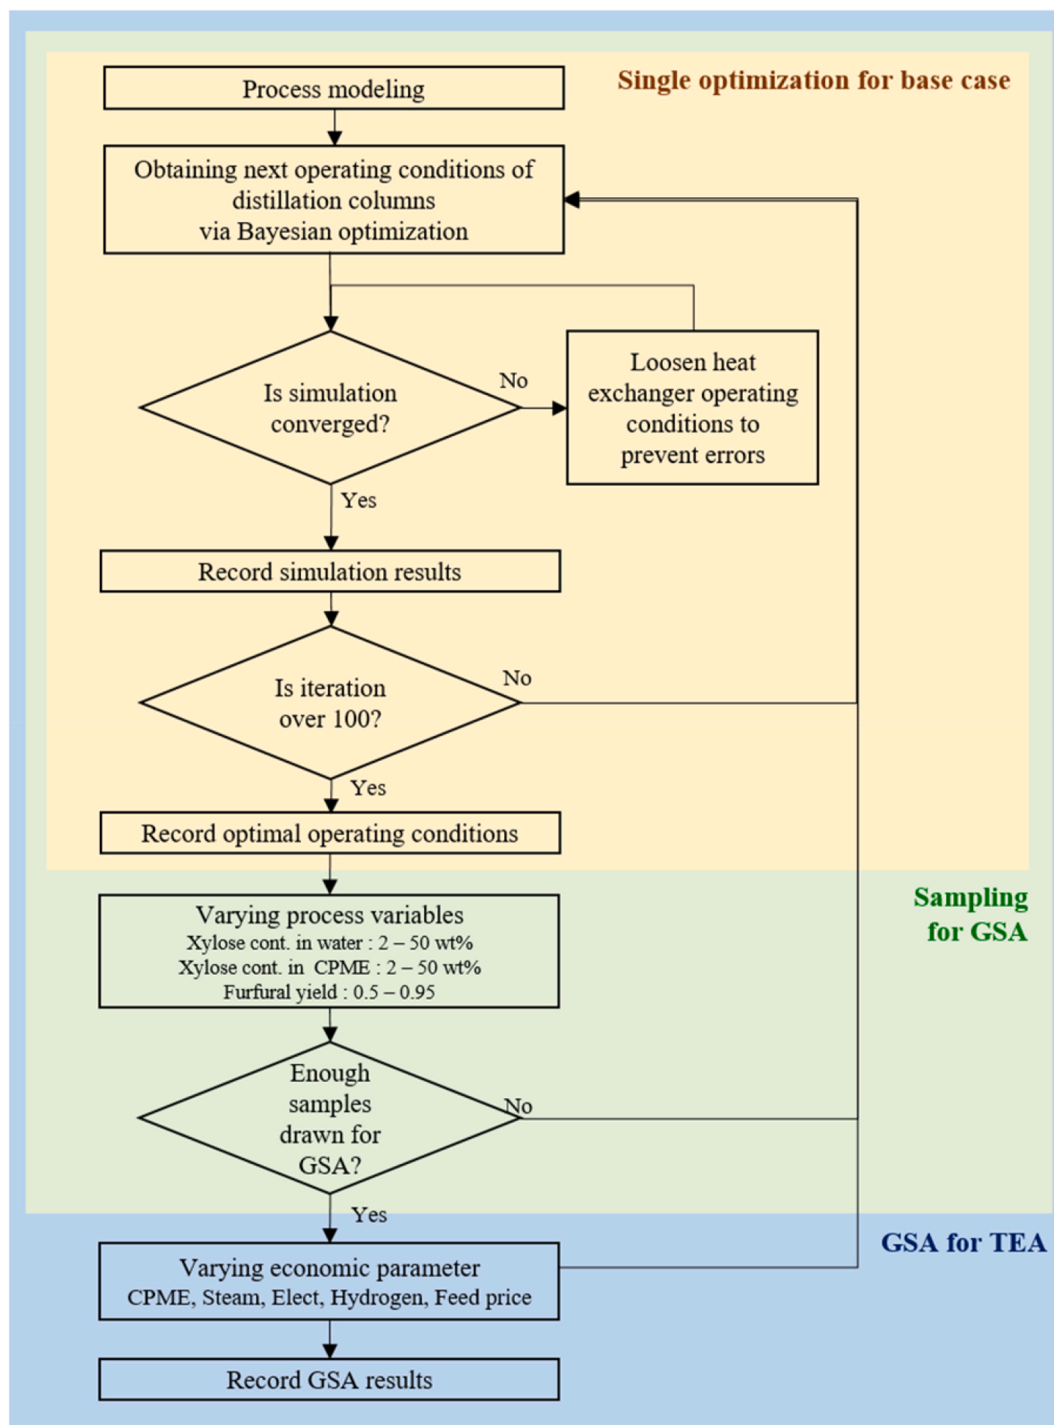 Single optimization for base case
Process modeling
Obtaining next operating conditions of
distillation columns
via Bayesian optimization
Is simulation
converged?
No
Loosen heat
exchanger operating
conditions to
prevent errors
Yes
Record simulation results
Is iteration
over 100?
No
Yes
Record optimal operating conditions
Sampling
for GSA
Varying process variables
Xylose cont. in water : 2 – 50 wt%
Xylose cont. in CPME : 2 – 50 wt%
Furfural yield : 0.5 – 0.95
Enough
samples
drawn for
GSA?
No
Yes
GSA for TEA
Varying economic parameter
CPME, Steam, Elect, Hydrogen, Feed price
Record GSA results